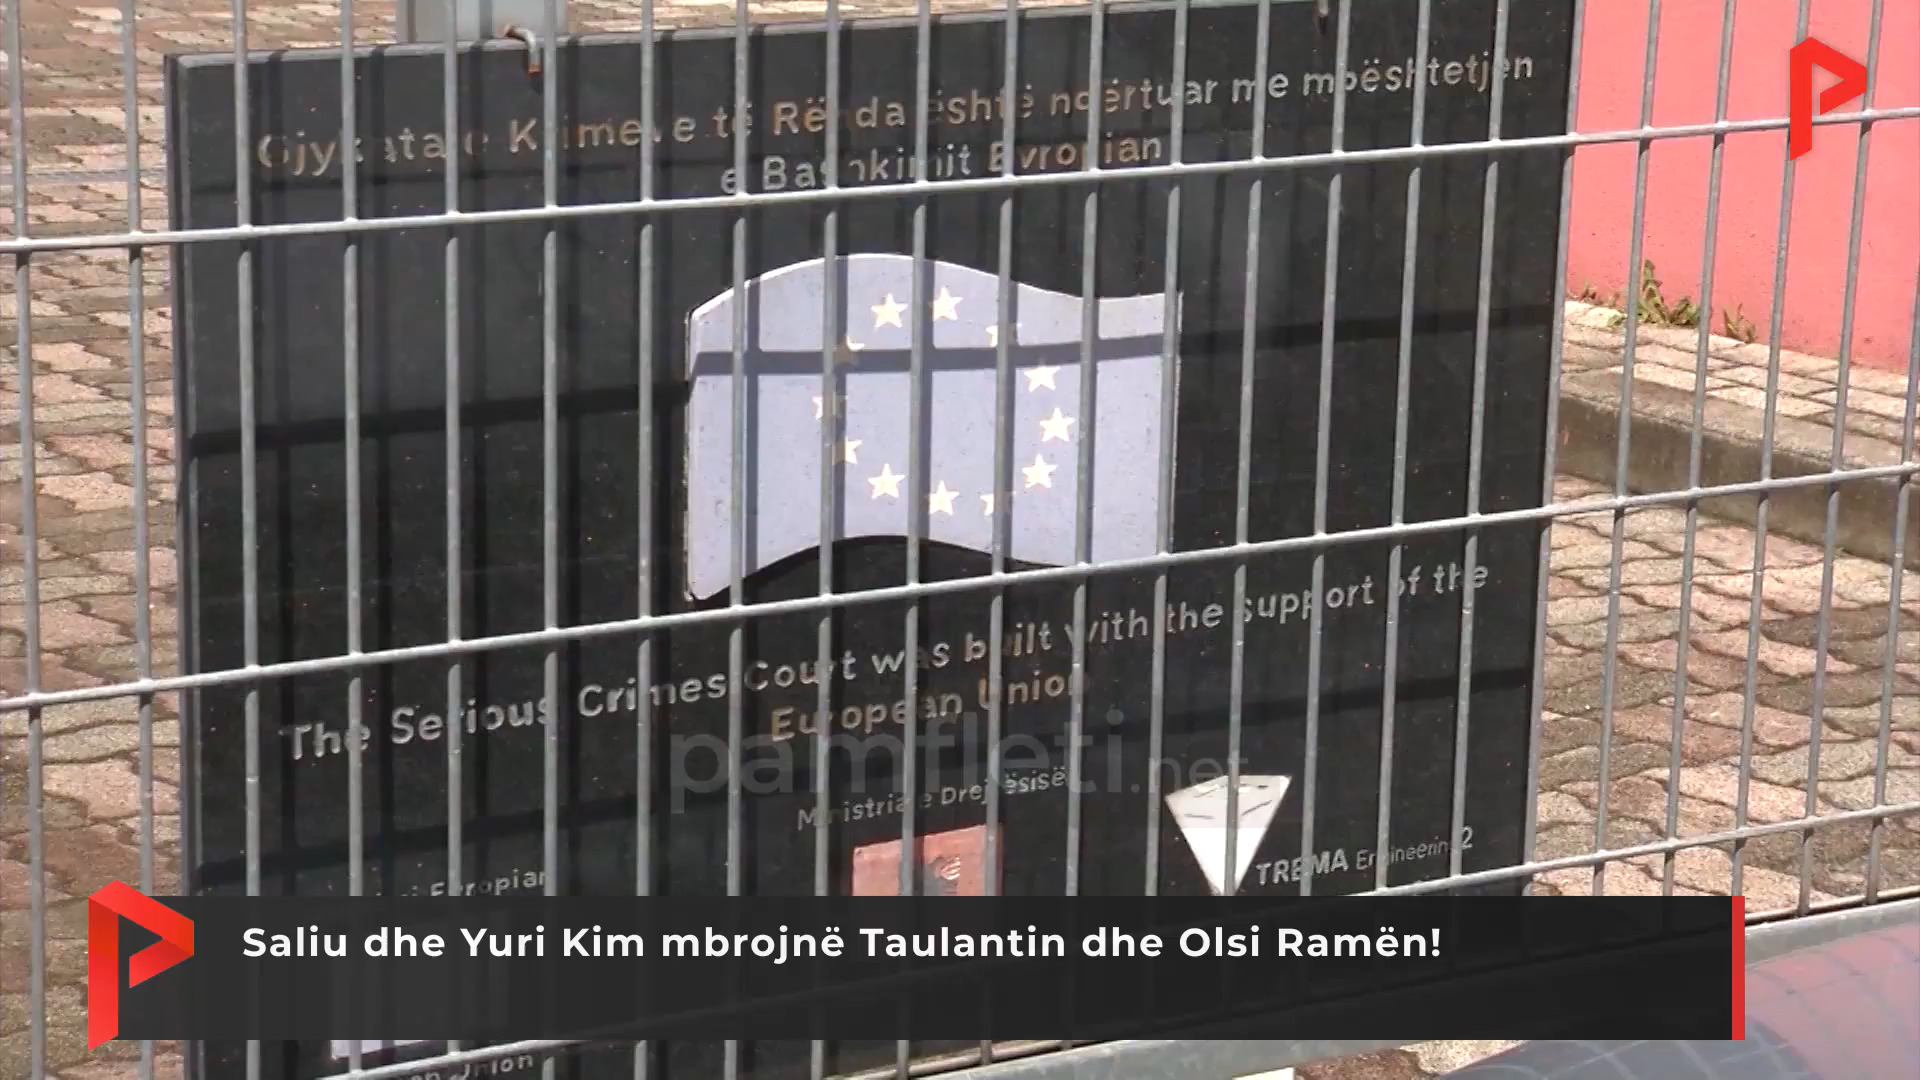 Gjykata e Krimeve të Rënda është ndërtuar me mbështetjen
e Bashkimit Evropian
The Serious Crimes Court was built with the support of the
European Union
pamfleti.net
Ministria e Drejtësisë
TREMA Engineering 2
Evropian
Saliu dhe Yuri Kim mbrojnë Taulantin dhe Olsi Ramën!
Union